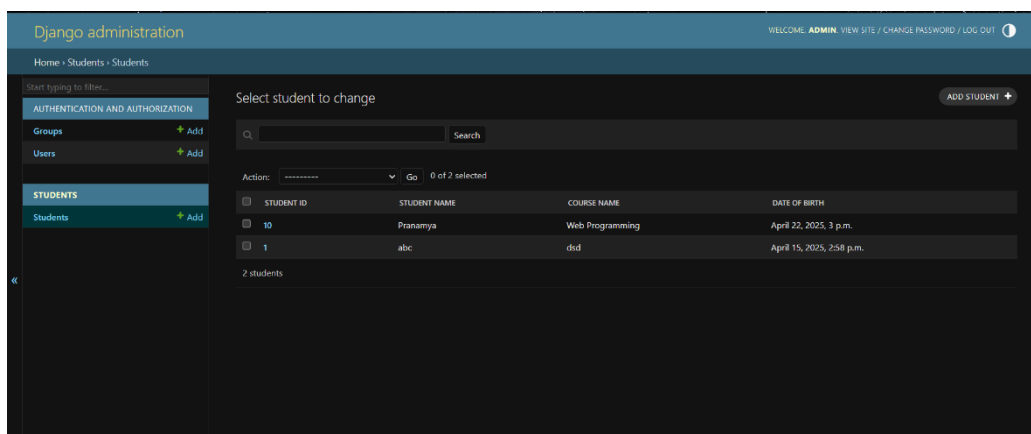 Django administration
WELCOME, ADMIN. VIEW SITE / CHANGE PASSWORD / LOG OUT
Home › Students › Students
Start typing to filter...
AUTHENTICATION AND AUTHORIZATION
Groups + Add
Users + Add
STUDENTS
Students + Add
«
Select student to change
ADD STUDENT +
Search
Action: --------- Go 0 of 2 selected
STUDENT ID STUDENT NAME COURSE NAME DATE OF BIRTH
10 Pranamya Web Programming April 22, 2025, 3 p.m.
1 abc dsd April 15, 2025, 2:58 p.m.
2 students